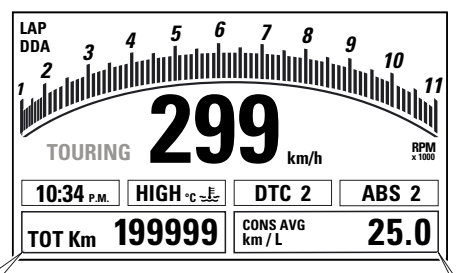 LAP
DDA
1 2 3 4 5 6 7 8 9 10 11
TOURING 299 km/h
RPM
x 1000
10:34 P.M. HIGH °C DTC 2 ABS 2
TOT Km 199999 CONS AVG
km / L 25.0